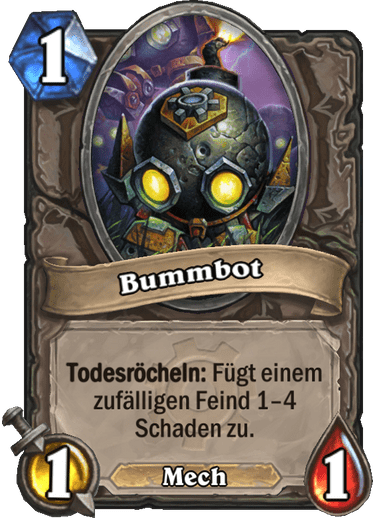 1
Bummbot
Todesröcheln: Fügt einem
zufälligen Feind 1–4
Schaden zu.
1
Mech
1